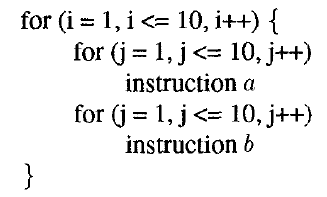 for (i = 1, i <= 10, i++) {
for (j = 1, j <= 10, j++)
instruction a
for (j = 1, j <= 10, j++)
instruction b
}